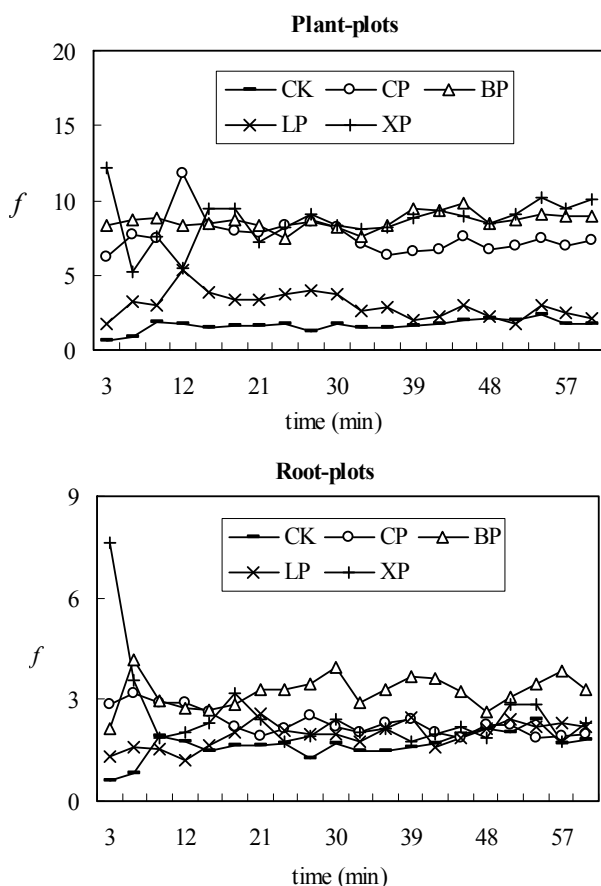 Plant-plots
20
15
10
5
0
f
CK CP BP
LP XP
3 12 21 30 39 48 57
time (min)
Root-plots
9
6
3
0
f
CK CP BP
LP XP
3 12 21 30 39 48 57
time (min)